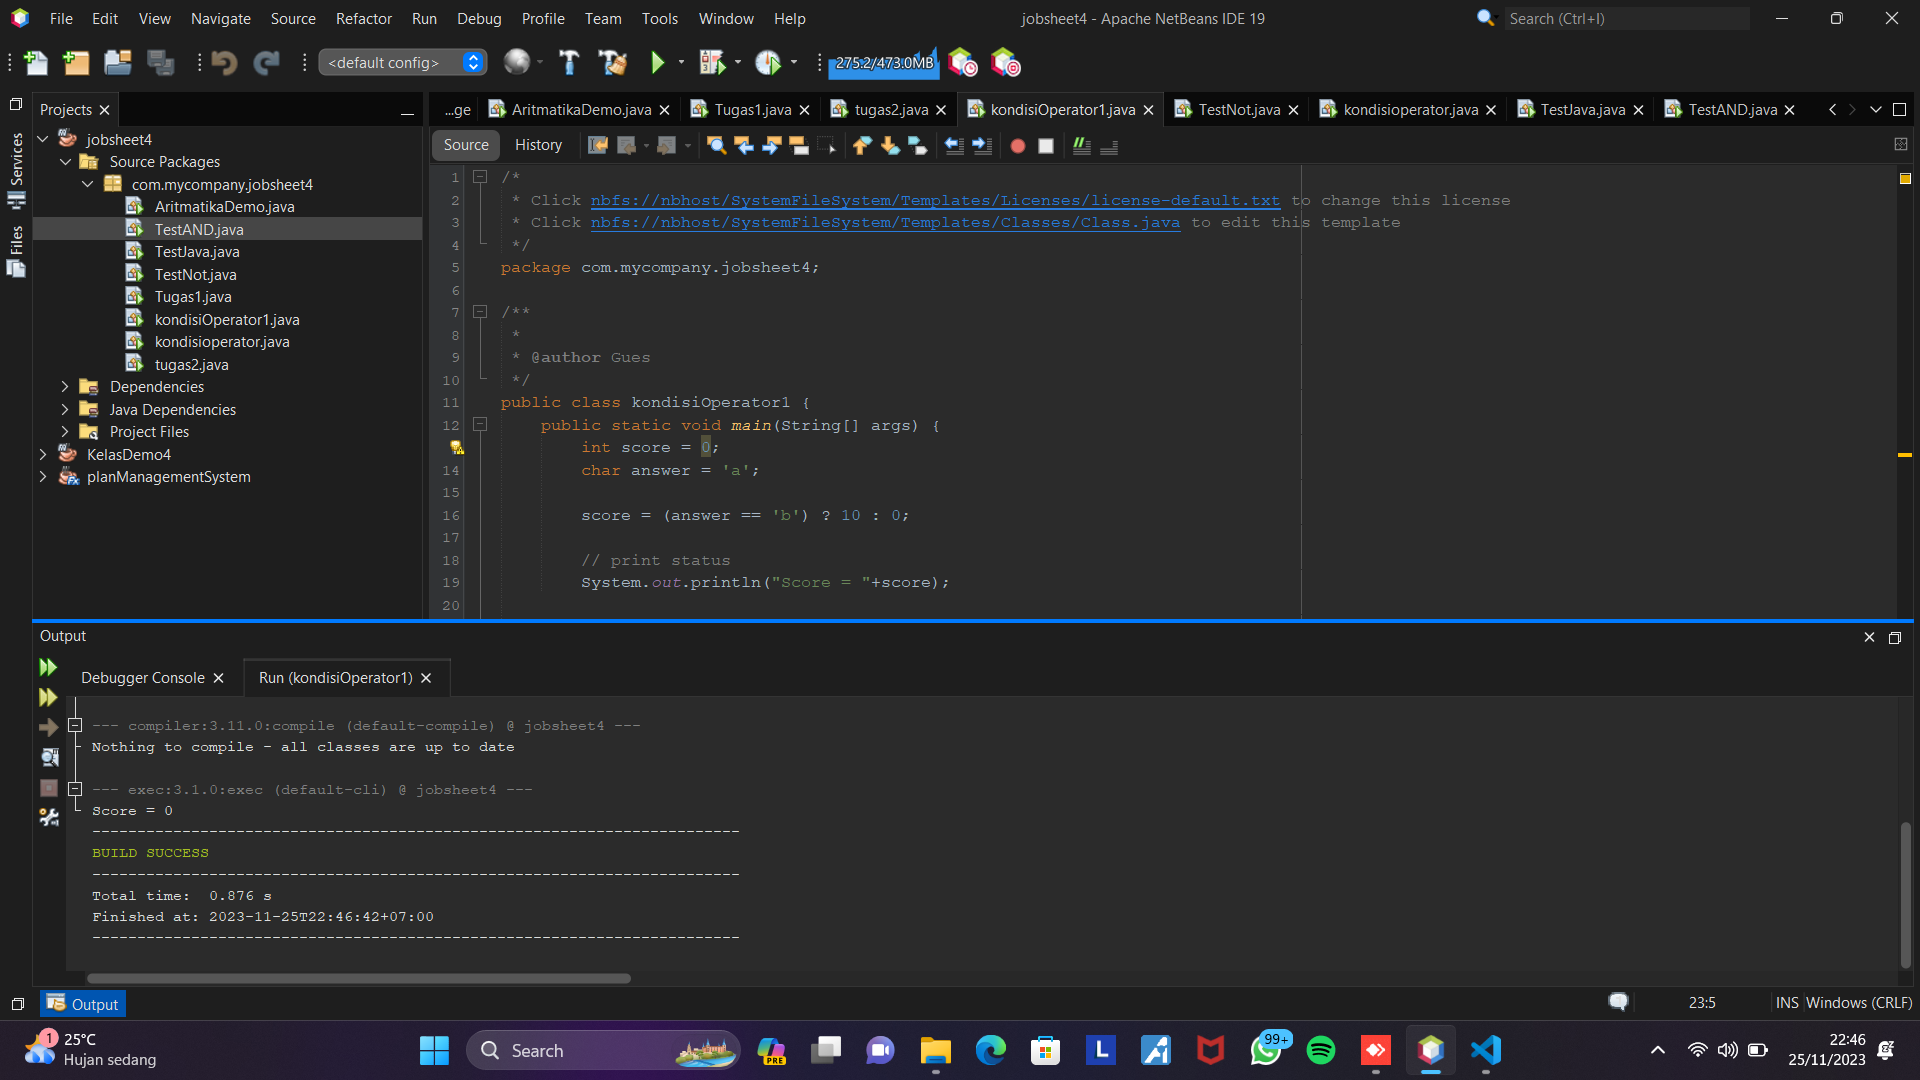 File Edit View Navigate Source Refactor Run Debug Profile Team Tools Window Help
jobsheet4 - Apache NetBeans IDE 19
Search (Ctrl+I)
<default config>
275.2/473.0MB
Services
Files
Projects
jobsheet4
Source Packages
com.mycompany.jobsheet4
AritmatikaDemo.java
TestAND.java
TestJava.java
TestNot.java
Tugas1.java
kondisiOperator1.java
kondisioperator.java
tugas2.java
Dependencies
Java Dependencies
Project Files
KelasDemo4
planManagementSystem
...ge AritmatikaDemo.java Tugas1.java tugas2.java kondisiOperator1.java TestNot.java kondisioperator.java TestJava.java TestAND.java
Source History
1 /*
2 * Click nbfs://nbhost/SystemFileSystem/Templates/Licenses/license-default.txt to change this license
3 * Click nbfs://nbhost/SystemFileSystem/Templates/Classes/Class.java to edit this template
4 */
5 package com.mycompany.jobsheet4;
6
7 /**
8 *
9 * @author Gues
10 */
11 public class kondisiOperator1 {
12 public static void main(String[] args) {
int score = 0;
14 char answer = 'a';
15
16 score = (answer == 'b') ? 10 : 0;
17
18 // print status
19 System.out.println("Score = "+score);
20
Output
Debugger Console Run (kondisiOperator1)
--- compiler:3.11.0:compile (default-compile) @ jobsheet4 ---
Nothing to compile - all classes are up to date
--- exec:3.1.0:exec (default-cli) @ jobsheet4 ---
Score = 0
------------------------------------------------------------------------
BUILD SUCCESS
------------------------------------------------------------------------
Total time:  0.876 s
Finished at: 2023-11-25T22:46:42+07:00
------------------------------------------------------------------------
Output
23:5 INS Windows (CRLF)
1
25°C
Hujan sedang
Search
PRE
L
99+
22:46
25/11/2023